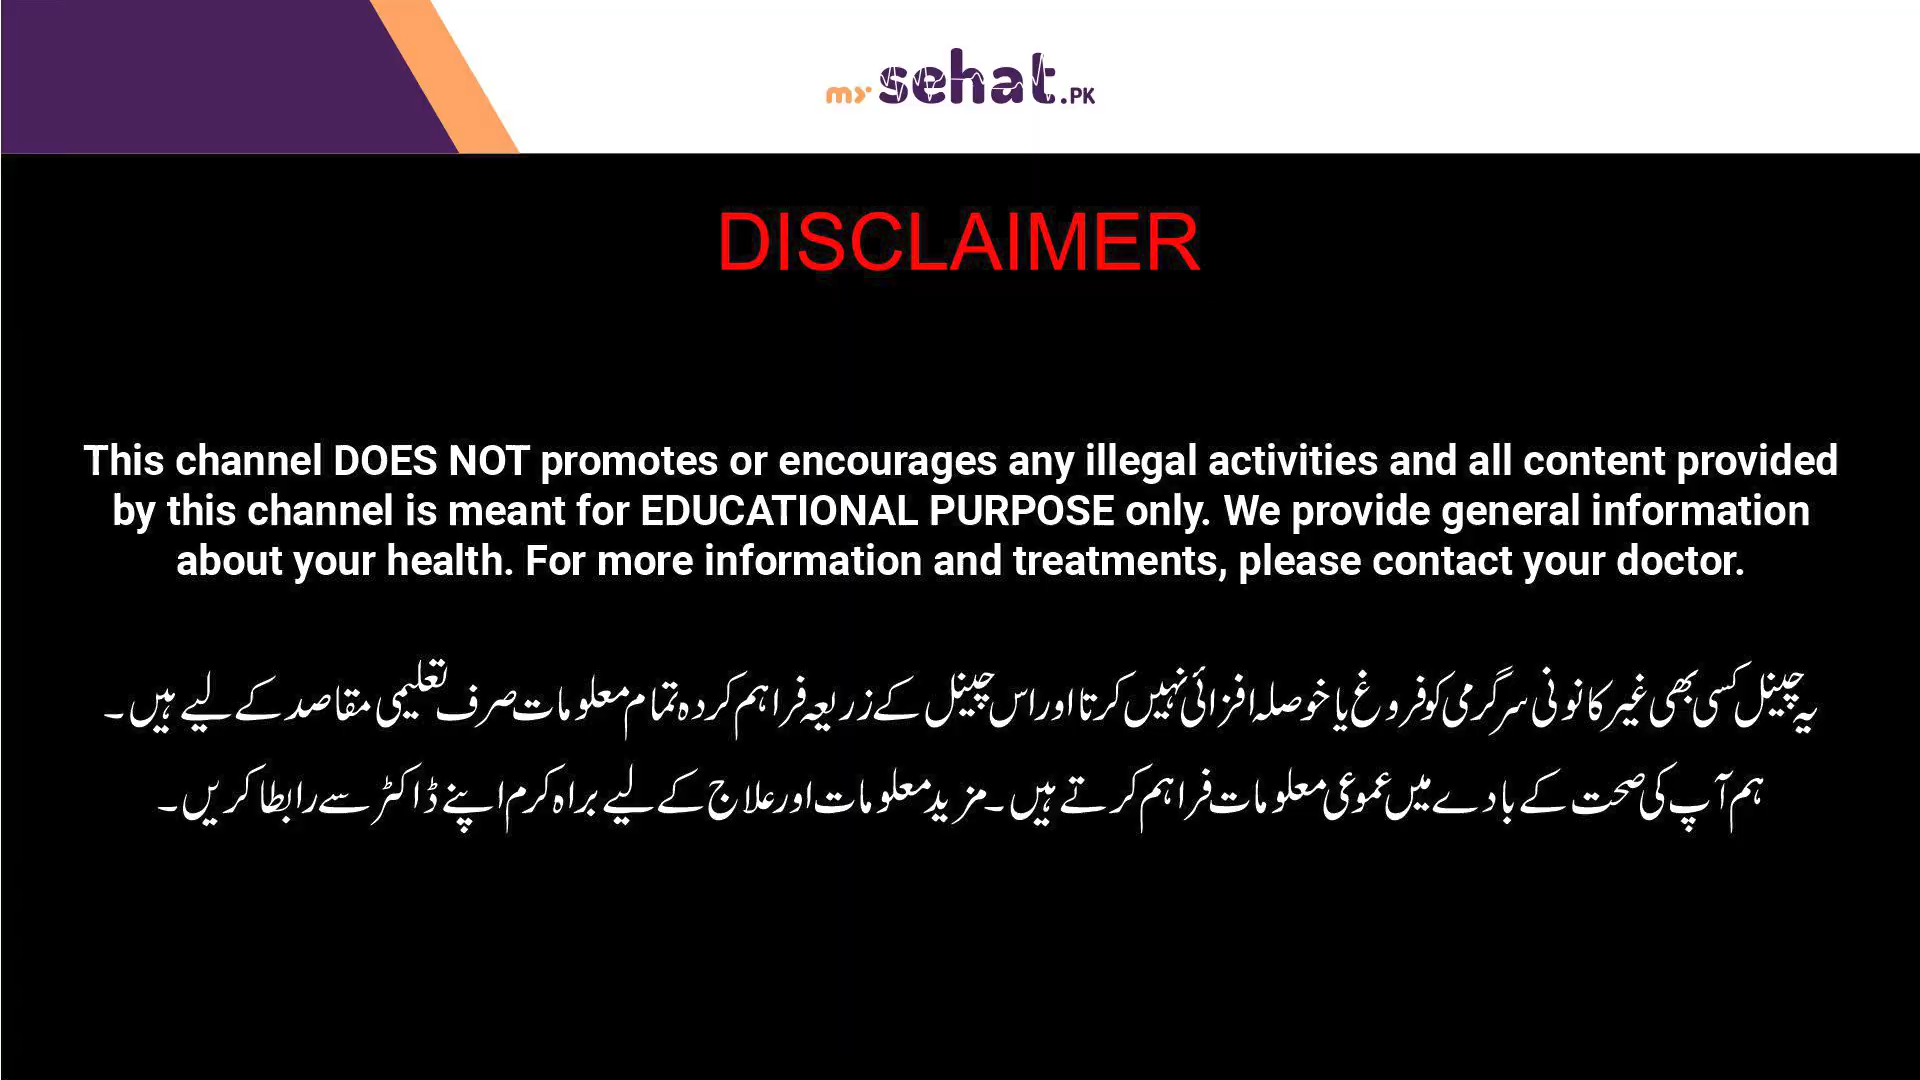 my sehat.PK
DISCLAIMER
This channel DOES NOT promotes or encourages any illegal activities and all content provided
by this channel is meant for EDUCATIONAL PURPOSE only. We provide general information
about your health. For more information and treatments, please contact your doctor.
یہ چینل کسی بھی غیر کانونی سرگرمی کو فروغ یا خوصلہ افزائی نہیں کرتا اور اس چینل کے زریعہ فراہم کردہ تمام معلومات صرف تعلیمی مقاصد کے لیے ہیں۔
ہم آپ کی صحت کے بادے میں عموعی معلومات فراہم کرتے ہیں۔ مزید معلومات اور علاج کے لیے براہ کرم اپنے ڈاکٹر سے رابطا کریں۔